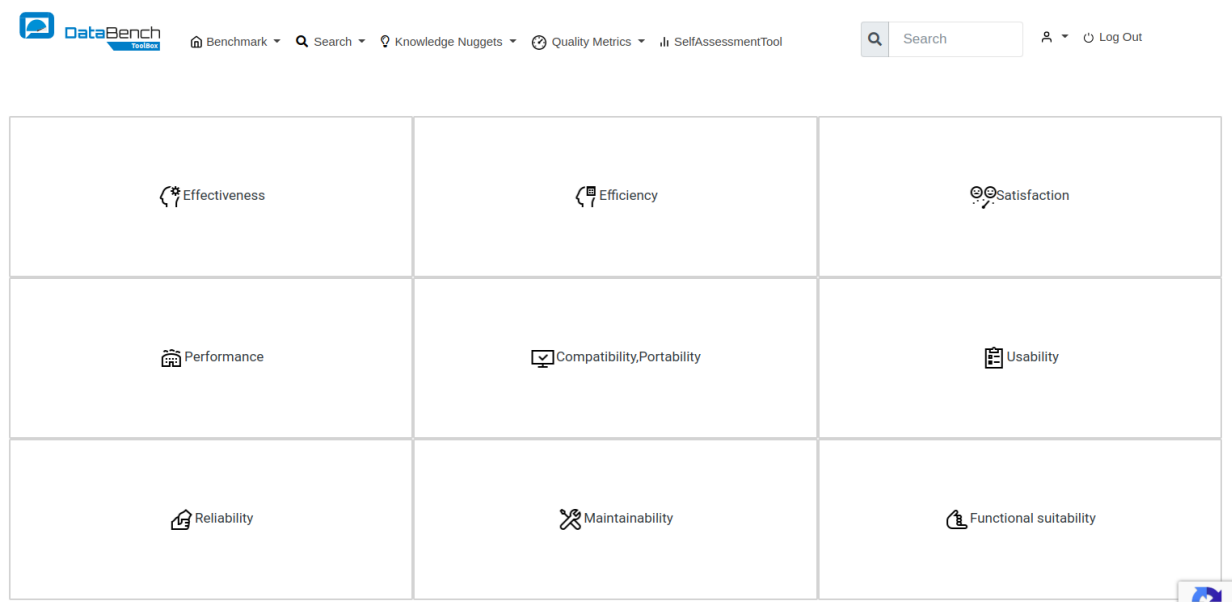 DataBench
ToolBox
Benchmark Search Knowledge Nuggets Quality Metrics SelfAssessmentTool Search Log Out
Effectiveness Efficiency Satisfaction
Performance Compatibility,Portability Usability
Reliability Maintainability Functional suitability